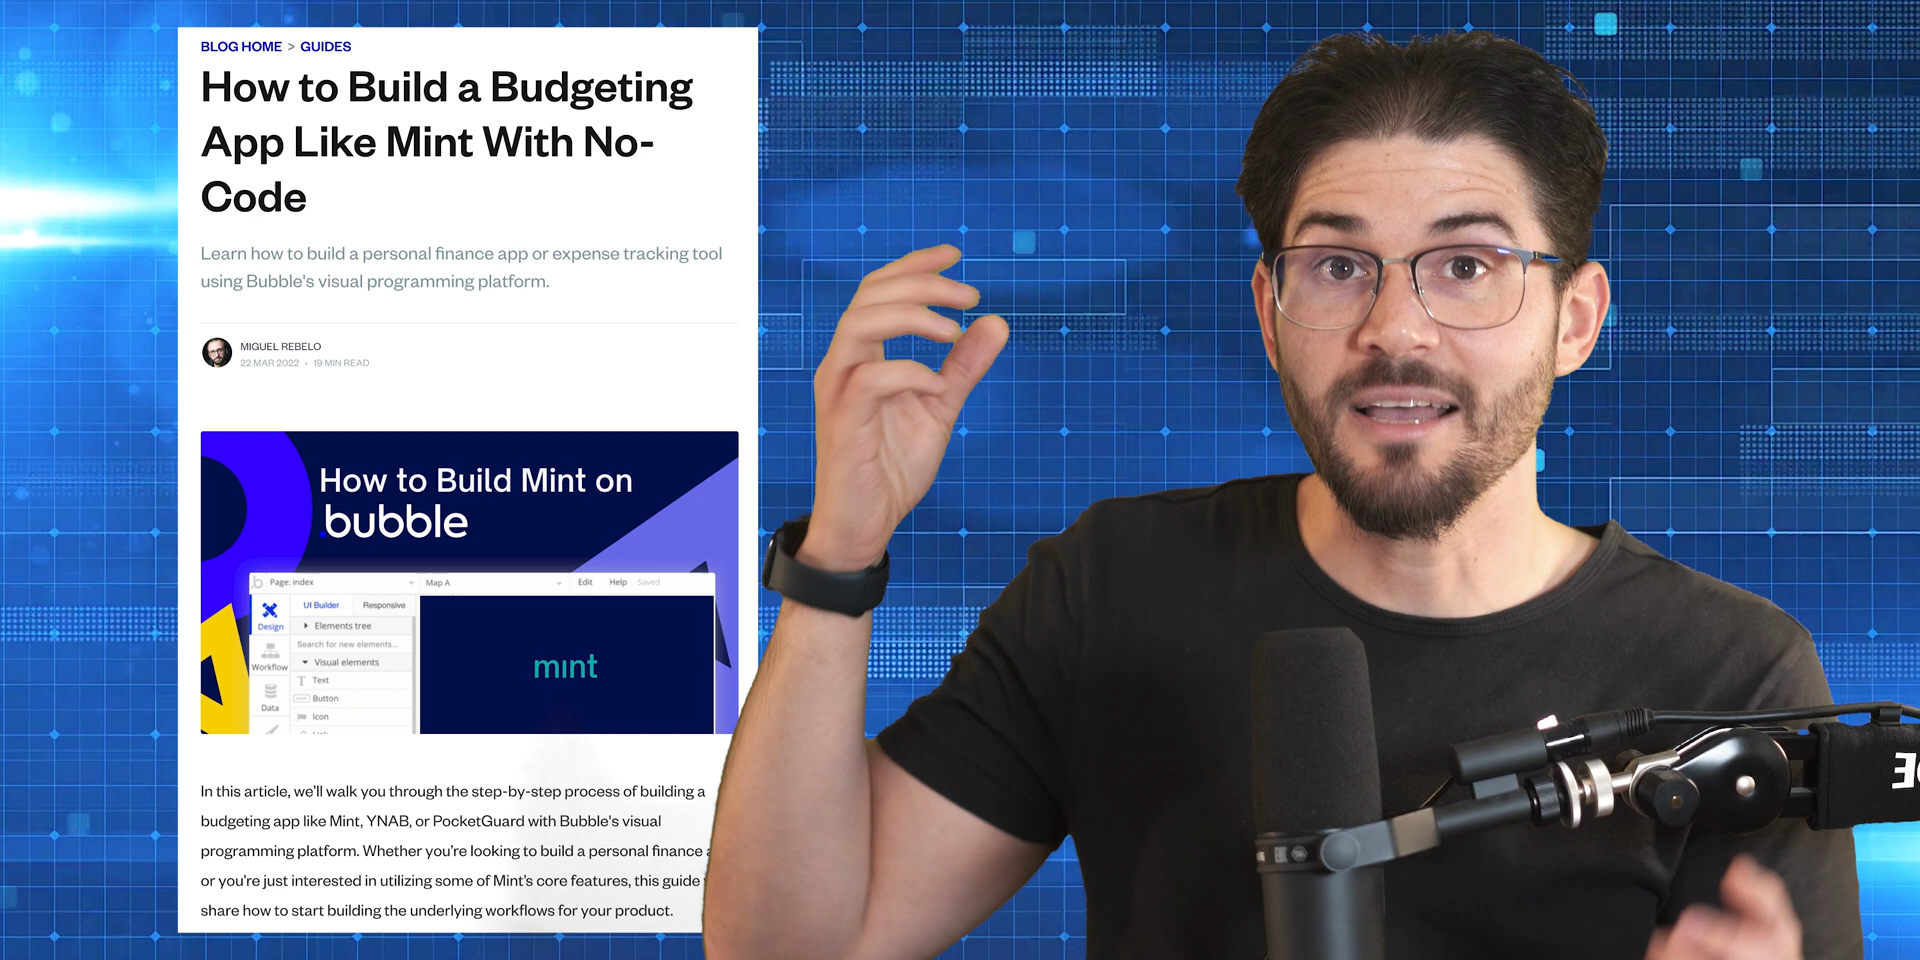 BLOG HOME > GUIDES
How to Build a Budgeting
App Like Mint With No-
Code
Learn how to build a personal finance app or expense tracking tool
using Bubble's visual programming platform.
MIGUEL REBELO
22 MAR 2022 • 19 MIN READ
How to Build Mint on
bubble
Page: index
Map A
Edit
Help
Saved
UI Builder
Responsive
Design
Elements tree
Search for new elements...
Workflow
Visual elements
Text
Data
Button
Icon
mint
In this article, we'll walk you through the step-by-step process of building a
budgeting app like Mint, YNAB, or PocketGuard with Bubble's visual
programming platform. Whether you're looking to build a personal finance
or you're just interested in utilizing some of Mint's core features, this guide
share how to start building the underlying workflows for your product.